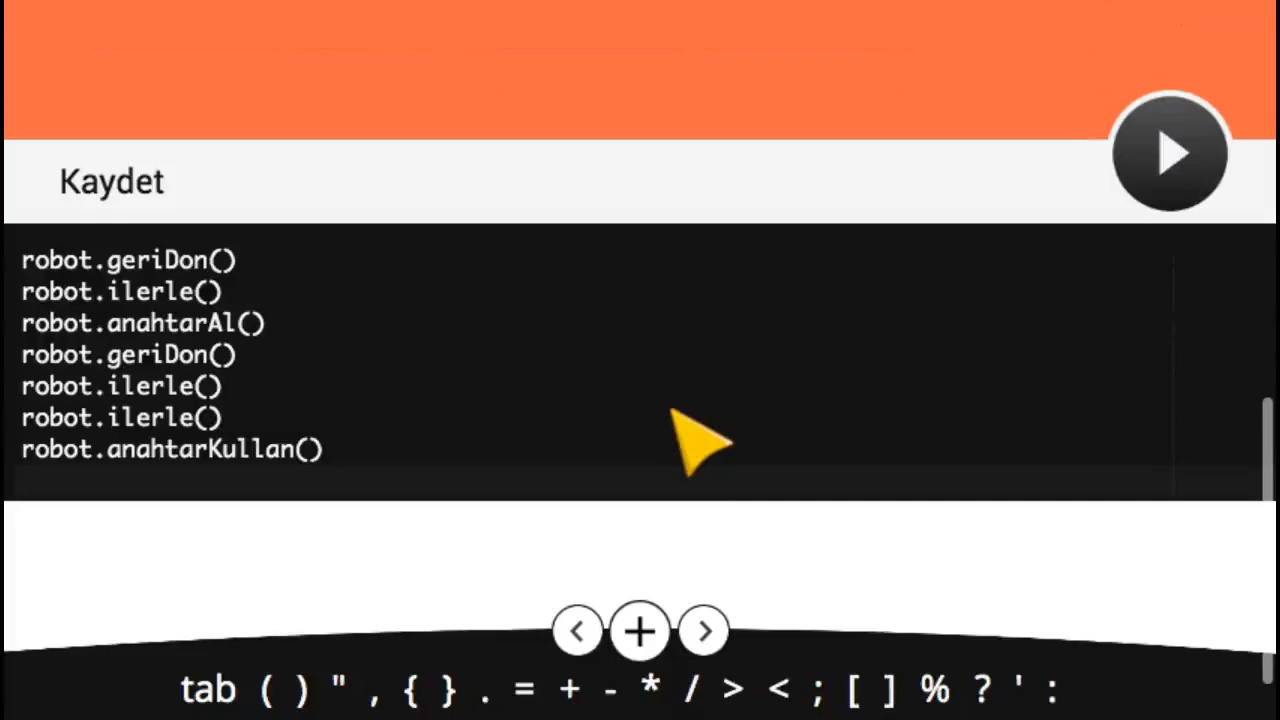 Kaydet
robot.geriDon()
robot.ilerle()
robot.anahtarAl()
robot.geriDon()
robot.ilerle()
robot.ilerle()
robot.anahtarKullan()
tab ( ) " , { } . = + - * / > < ; [ ] % ? ' :